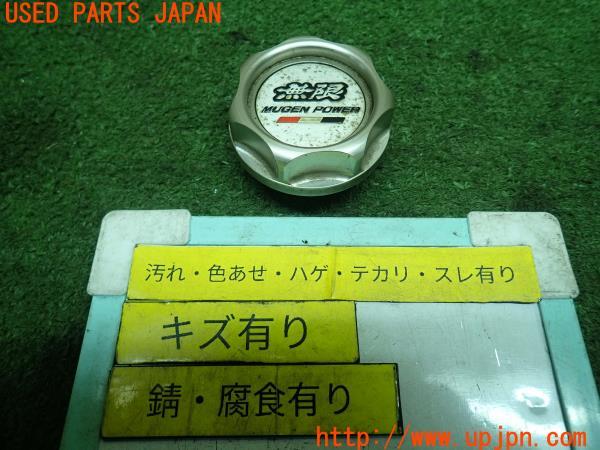 USED PARTS JAPAN
無限
MUGEN POWER
汚れ・色あせ・ハゲ・テカリ・スレ有り
キズ有り
錆・腐食有り
http://www.upjpn.com